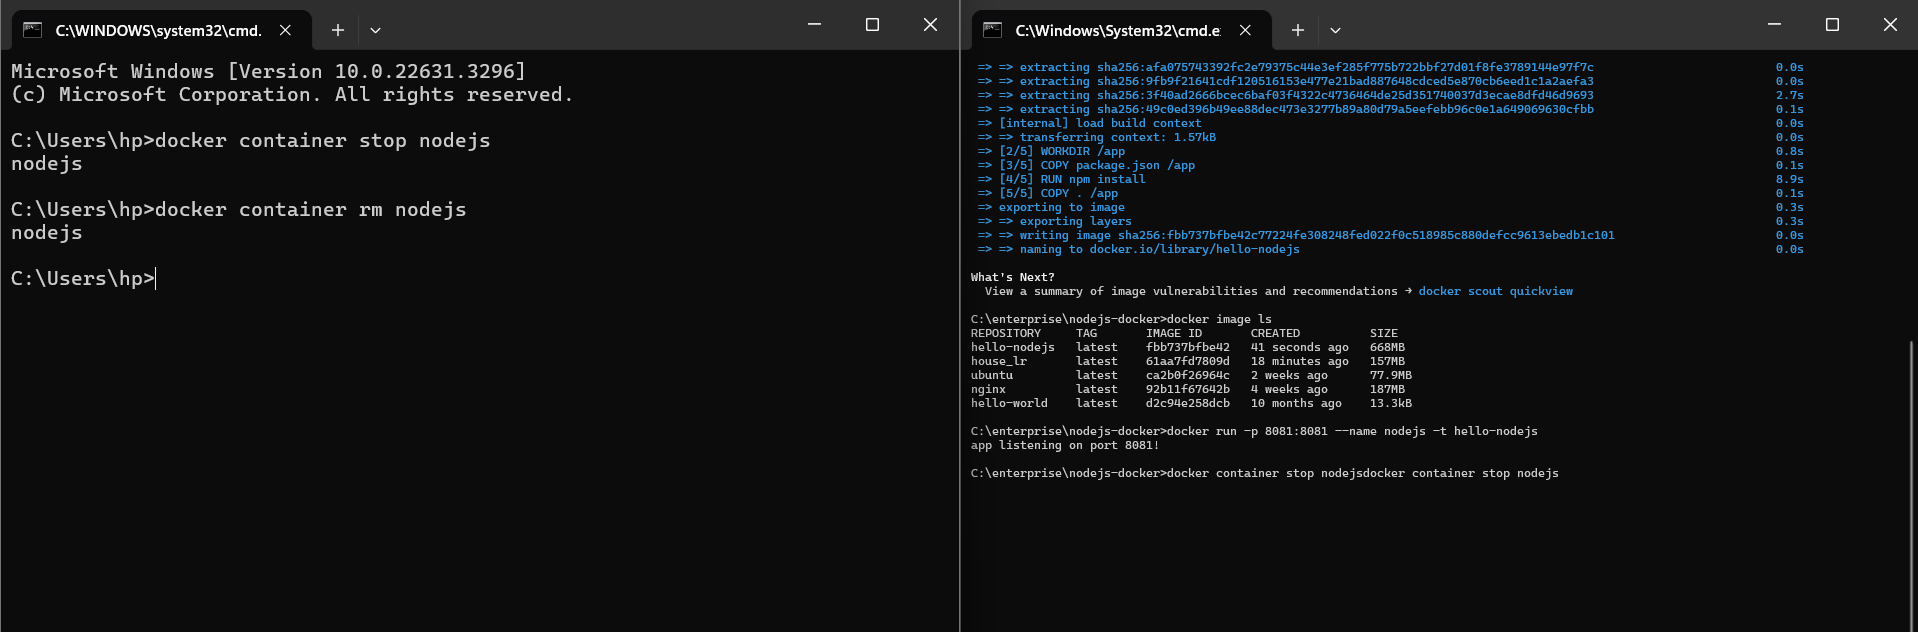 C:\WINDOWS\system32\cmd.
Microsoft Windows [Version 10.0.22631.3296]
(c) Microsoft Corporation. All rights reserved.
C:\Users\hp>docker container stop nodejs
nodejs
C:\Users\hp>docker container rm nodejs
nodejs
C:\Users\hp>
C:\Windows\System32\cmd.e
=> => extracting sha256:afa075743392fc2e79375c44e3ef285f775b722bbf27d01f8fe3789144e97f7c 0.0s
=> => extracting sha256:9fb9f21641cdf120516153e477e21bad887648cdced5e870cb6eed1c1a2aefa3 0.0s
=> => extracting sha256:3f40ad2666bcec6baf03f4322c4736464de25d351740037d3ecae8dfd46d9693 2.7s
=> => extracting sha256:49c0ed396b49ee88dec473e3277b89a80d79a5eefebb96c0e1a649069630cfbb 0.1s
=> [internal] load build context 0.0s
=> => transferring context: 1.57kB 0.0s
=> [2/5] WORKDIR /app 0.8s
=> [3/5] COPY package.json /app 0.1s
=> [4/5] RUN npm install 8.9s
=> [5/5] COPY . /app 0.1s
=> exporting to image 0.3s
=> => exporting layers 0.3s
=> => writing image sha256:fbb737bfbe42c77224fe308248fed022f0c518985c880defcc9613ebedb1c101 0.0s
=> => naming to docker.io/library/hello-nodejs 0.0s
What's Next?
View a summary of image vulnerabilities and recommendations → docker scout quickview
C:\enterprise\nodejs-docker>docker image ls
REPOSITORY TAG IMAGE ID CREATED SIZE
hello-nodejs latest fbb737bfbe42 41 seconds ago 668MB
house_lr latest 61aa7fd7809d 18 minutes ago 157MB
ubuntu latest ca2b0f26964c 2 weeks ago 77.9MB
nginx latest 92b11f67642b 4 weeks ago 187MB
hello-world latest d2c94e258dcb 10 months ago 13.3kB
C:\enterprise\nodejs-docker>docker run -p 8081:8081 --name nodejs -t hello-nodejs
app listening on port 8081!
C:\enterprise\nodejs-docker>docker container stop nodejsdocker container stop nodejs